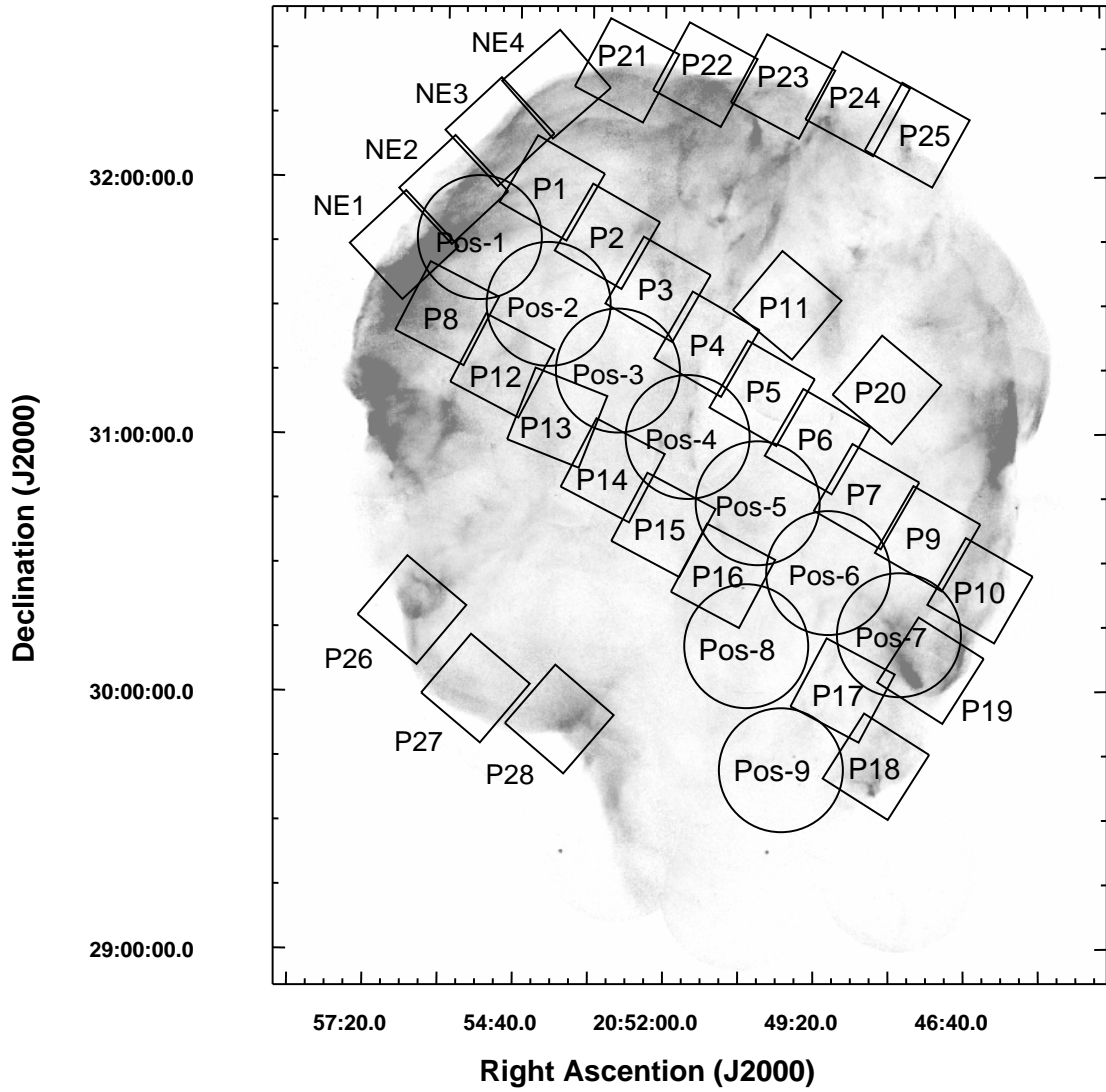 NE4
P21
P22
P23
P24
P25
NE3
NE2
NE1
P1
P2
P3
P4
P5
P6
P7
P9
P10
P11
P20
Pos-1
Pos-2
Pos-3
Pos-4
Pos-5
Pos-6
Pos-7
Pos-8
Pos-9
P8
P12
P13
P14
P15
P16
P17
P18
P19
P26
P27
P28
32:00:00.0
31:00:00.0
30:00:00.0
29:00:00.0
Declination (J2000)
57:20.0
54:40.0
20:52:00.0
49:20.0
46:40.0
Right Ascention (J2000)